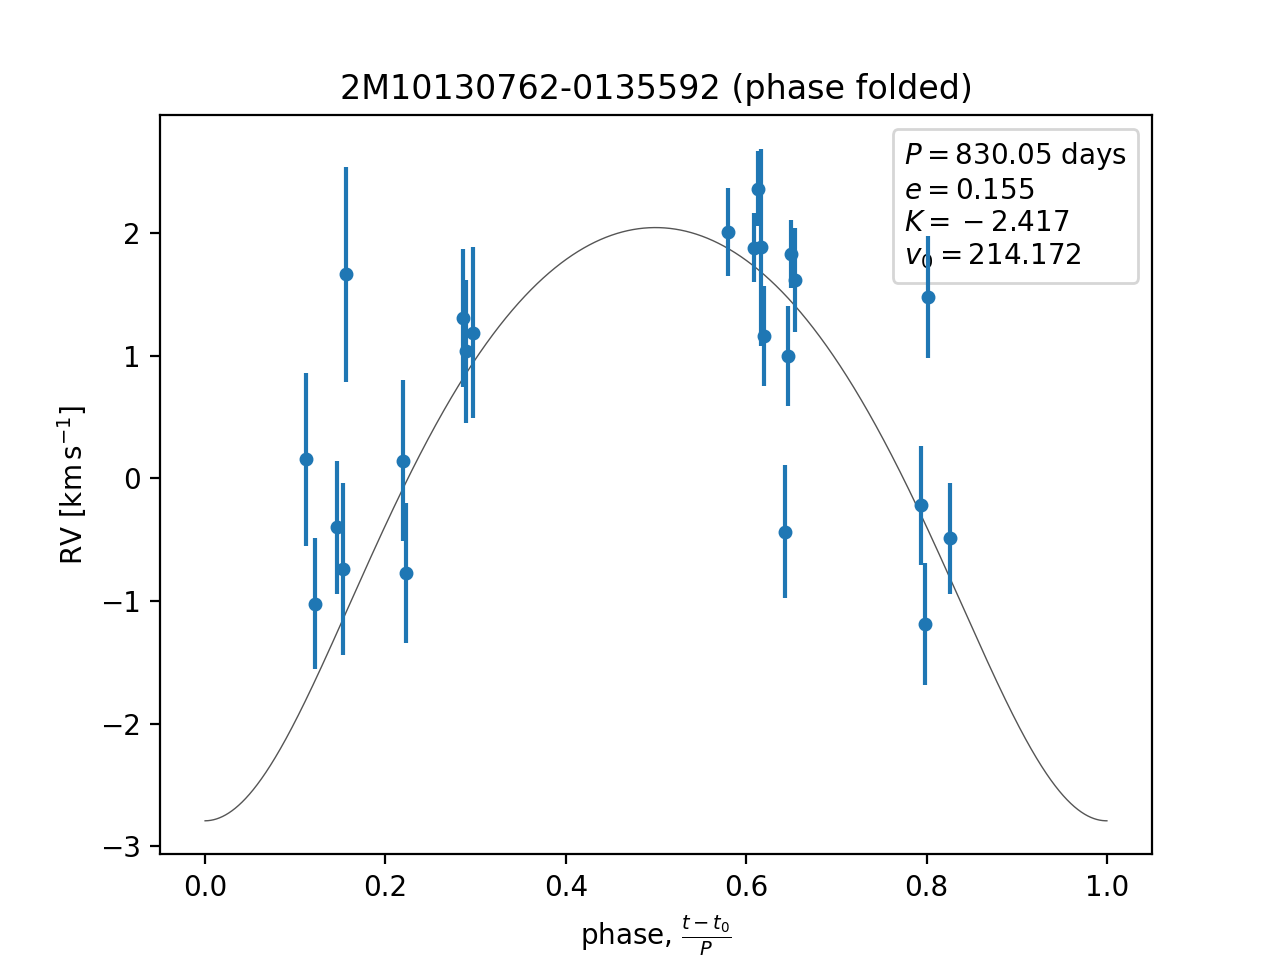 2M10130762-0135592 (phase folded)
P = 830.05 days
e = 0.155
K = −2.417
v₀ = 214.172
RV [km s⁻¹]
2
1
0
−1
−2
−3
0.0 0.2 0.4 0.6 0.8 1.0
phase, (t − t₀)/P